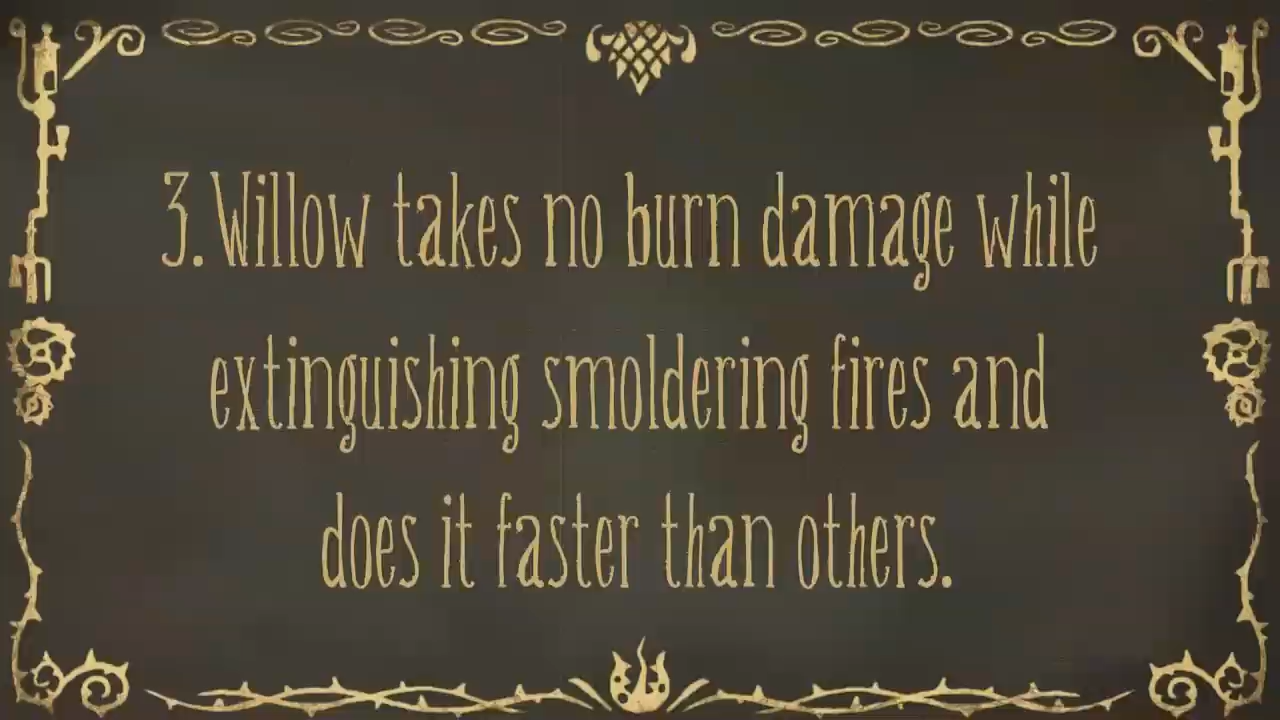 3. Willow takes no burn damage while
extinguishing smoldering fires and
does it faster than others.